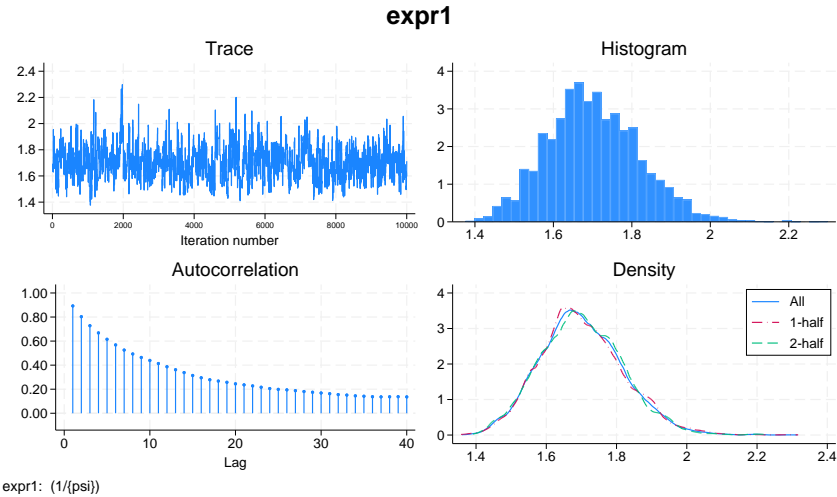 expr1
Trace
2.4
2.2
2
1.8
1.6
1.4
0 2000 4000 6000 8000 10000
Iteration number
Histogram
4
3
2
1
0
1.4 1.6 1.8 2 2.2
Autocorrelation
1.00
0.80
0.60
0.40
0.20
0.00
0 10 20 30 40
Lag
Density
4
3
2
1
0
1.4 1.6 1.8 2 2.2 2.4
All
1-half
2-half
expr1: (1/{psi})